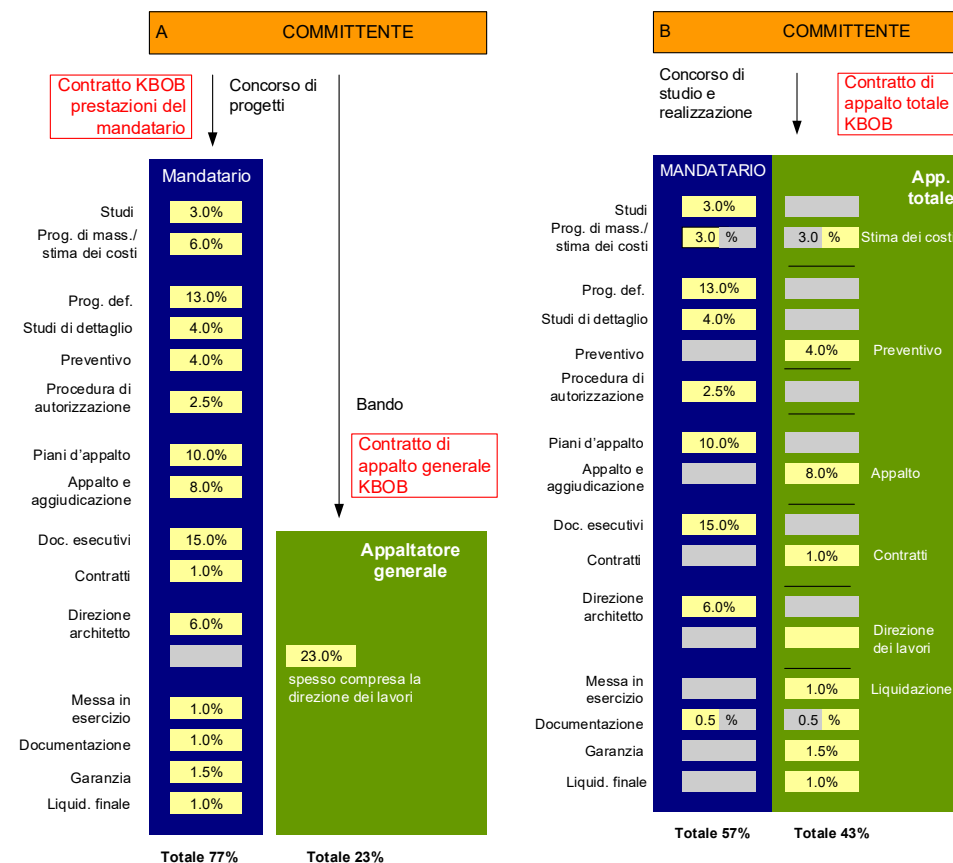 A COMMITTENTE
Contratto KBOB
prestazioni del
mandatario
Concorso di
progetti
Mandatario
Studi 3.0%
Prog. di mass./
stima dei costi 6.0%
Prog. def. 13.0%
Studi di dettaglio 4.0%
Preventivo 4.0%
Procedura di
autorizzazione 2.5%
Bando
Contratto di
appalto generale
KBOB
Piani d'appalto 10.0%
Appalto e
aggiudicazione 8.0%
Doc. esecutivi 15.0%
Contratti 1.0%
Appaltatore
generale
Direzione
architetto 6.0%
23.0%
spesso compresa la
direzione dei lavori
Messa in
esercizio 1.0%
Documentazione 1.0%
Garanzia 1.5%
Liquid. finale 1.0%
Totale 77% Totale 23%
B COMMITTENTE
Concorso di
studio e
realizzazione
Contratto di
appalto totale
KBOB
MANDATARIO
App.
totale
Studi 3.0%
Prog. di mass./
stima dei costi 3.0 % 3.0 % Stima dei costi
Prog. def. 13.0%
Studi di dettaglio 4.0%
Preventivo 4.0% Preventivo
Procedura di
autorizzazione 2.5%
Piani d'appalto 10.0%
Appalto e
aggiudicazione 8.0% Appalto
Doc. esecutivi 15.0%
Contratti 1.0% Contratti
Direzione
architetto 6.0%
Direzione
dei lavori
Messa in
esercizio 1.0% Liquidazione
Documentazione 0.5 % 0.5 %
Garanzia 1.5%
Liquid. finale 1.0%
Totale 57% Totale 43%